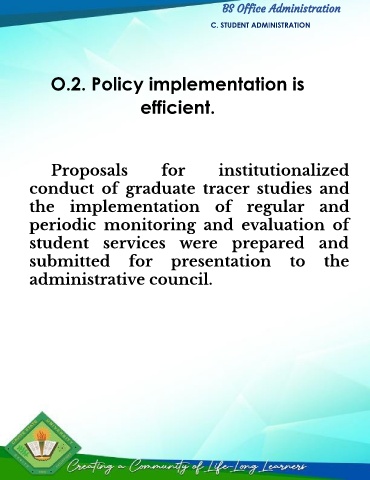 BS Office Administration
C. STUDENT ADMINISTRATION
O.2. Policy implementation is
efficient.
Proposals for institutionalized
conduct of graduate tracer studies and
the implementation of regular and
periodic monitoring and evaluation of
student services were prepared and
submitted for presentation to the
administrative council.
Creating a Community of Life-Long Learners